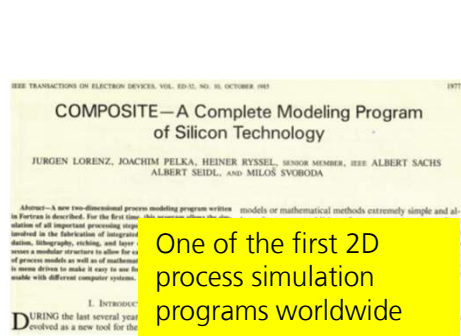 IEEE TRANSACTIONS ON ELECTRON DEVICES, VOL. ED-32, NO. 10, OCTOBER 1985 1977
COMPOSITE—A Complete Modeling Program
of Silicon Technology
JURGEN LORENZ, JOACHIM PELKA, HEINER RYSSEL, SENIOR MEMBER, IEEE ALBERT SACHS
ALBERT SEIDL, AND MILOŠ SVOBODA
Abstract—A new two-dimensional process modeling program written
in Fortran is described. For the first time, this program allows the sim-
ulation of all important processing steps
involved in the fabrication of integrated
dation, lithography, etching, and layer
sesses a modular structure to allow for ea
of process models as well as of mathemat
is menu driven to make it easy to use fo
usable with different computer systems.
I. INTRODUC
DURING the last several year
evolved as a new tool for the
models or mathematical methods extremely simple and al-
One of the first 2D
process simulation
programs worldwide